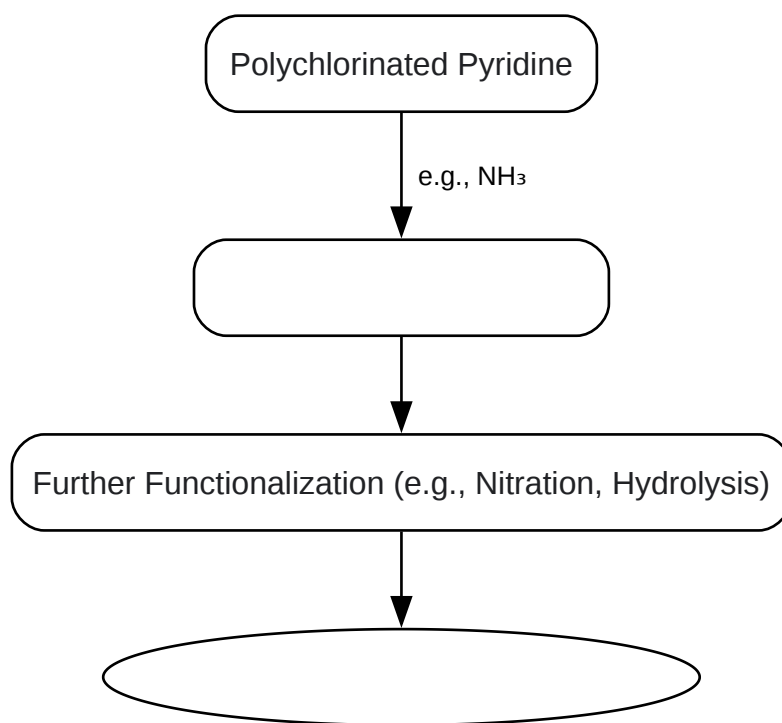 Polychlorinated Pyridine
e.g., NH₃
Further Functionalization (e.g., Nitration, Hydrolysis)